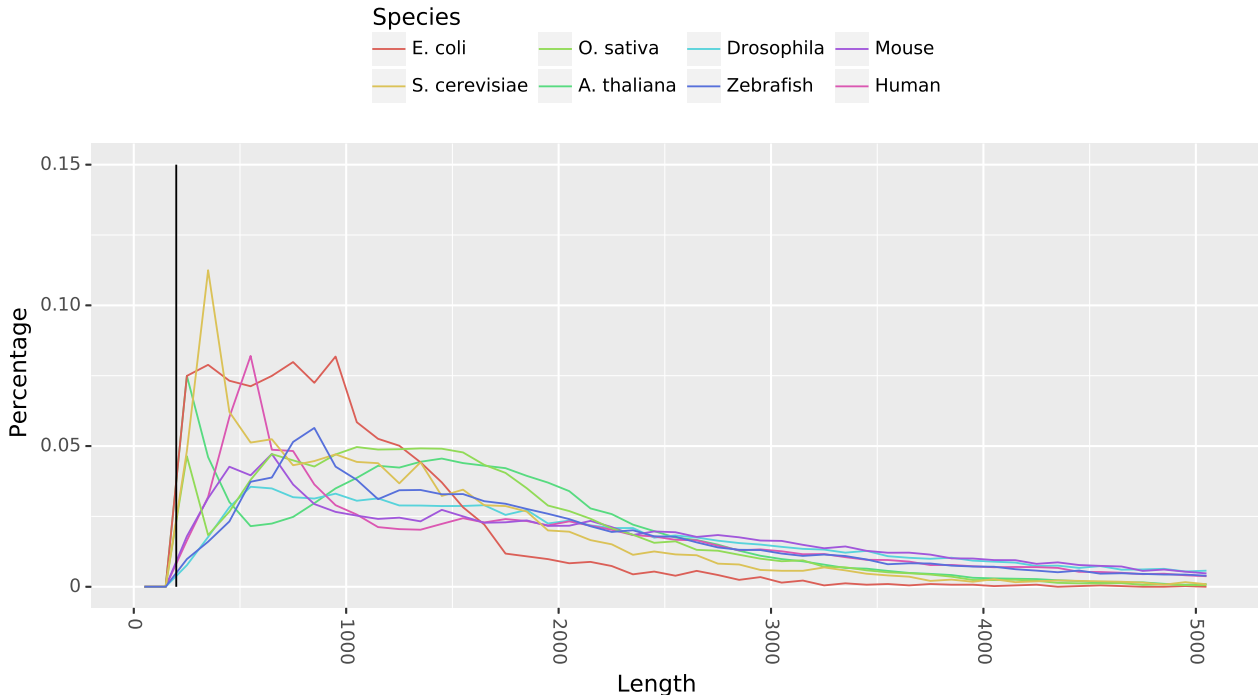 Species
E. coli O. sativa Drosophila Mouse
S. cerevisiae A. thaliana Zebrafish Human
0.15
0.10
0.05
0
Percentage
0 1000 2000 3000 4000 5000
Length